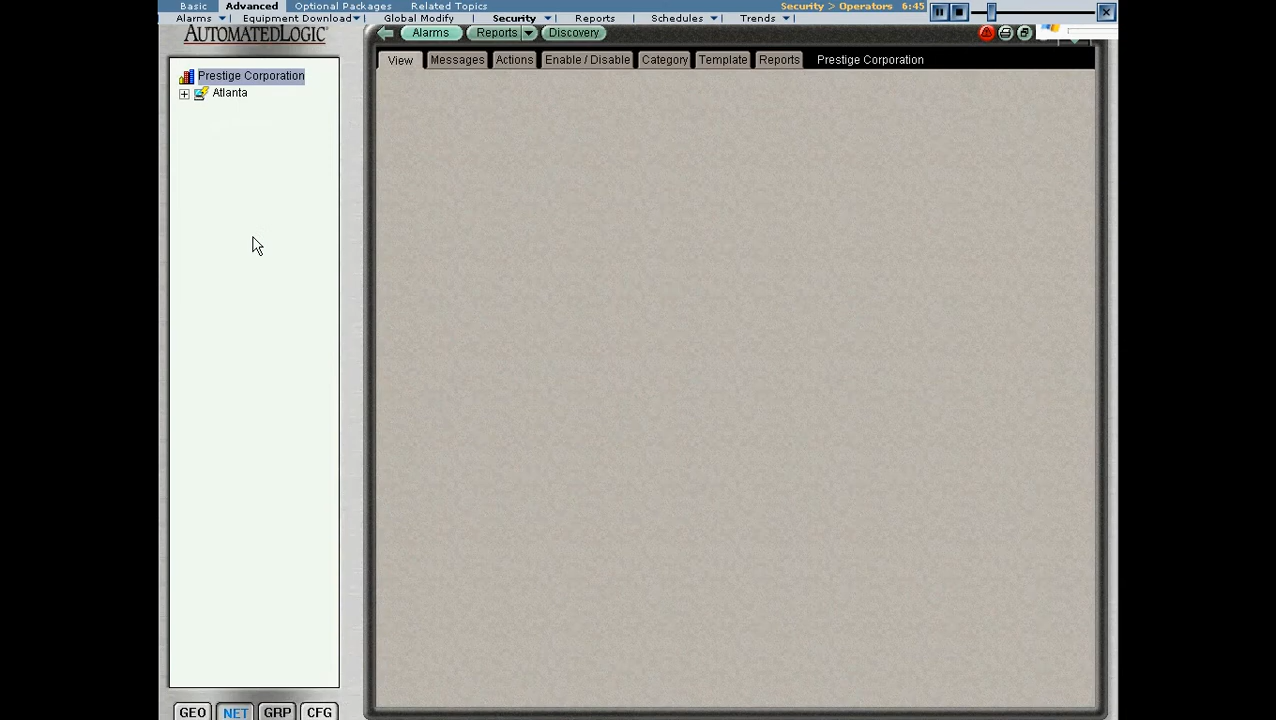 Basic Advanced Optional Packages Related Topics Security > Operators 6:45
Alarms Equipment Download Global Modify Security Reports Schedules Trends
AUTOMATEDLOGIC Alarms Reports Discovery
View Messages Actions Enable / Disable Category Template Reports Prestige Corporation
Prestige Corporation
Atlanta
GEO NET GRP CFG